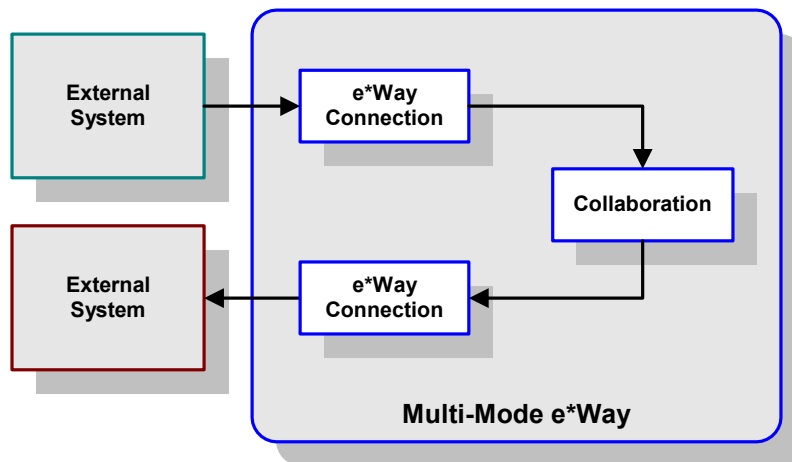 External
System
e*Way
Connection
Collaboration
External
System
e*Way
Connection
Multi-Mode e*Way